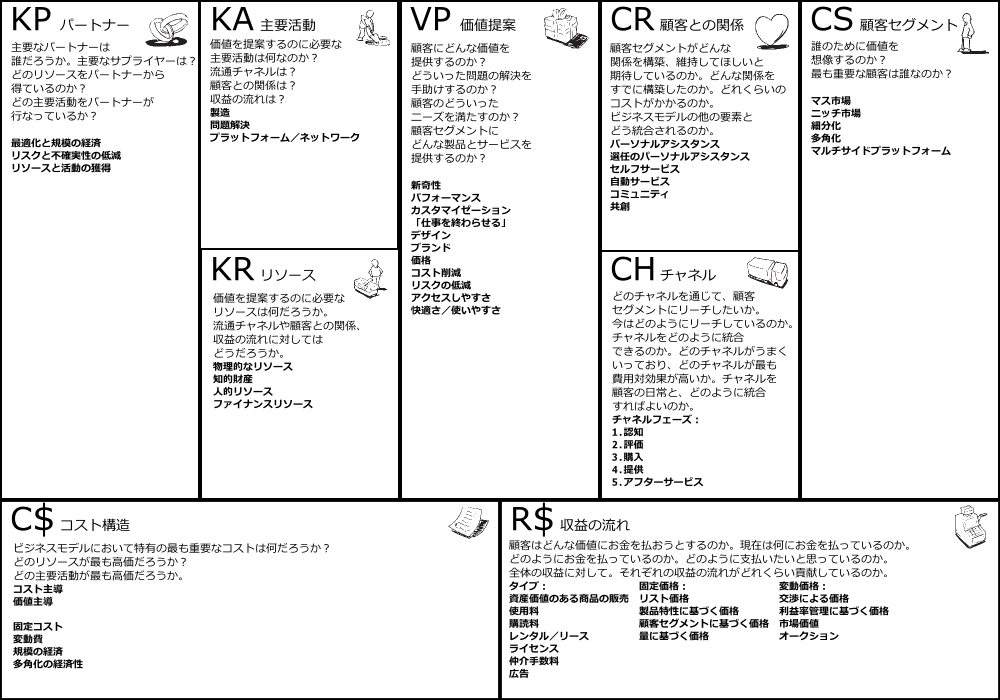 KP パートナー
主要なパートナーは
誰だろうか。主要なサプライヤーは？
どのリソースをパートナーから
得ているのか？
どの主要活動をパートナーが
行なっているか？
最適化と規模の経済
リスクと不確実性の低減
リソースと活動の獲得
KA 主要活動
価値を提案するのに必要な
主要活動は何なのか？
流通チャネルは？
顧客との関係は？
収益の流れは？
製造
問題解決
プラットフォーム／ネットワーク
KR リソース
価値を提案するのに必要な
リソースは何だろうか。
流通チャネルや顧客との関係、
収益の流れに対しては
どうだろうか。
物理的なリソース
知的財産
人的リソース
ファイナンスリソース
VP 価値提案
顧客にどんな価値を
提供するのか？
どういった問題の解決を
手助けするのか？
顧客のどういった
ニーズを満たすのか？
顧客セグメントに
どんな製品とサービスを
提供するのか？
新奇性
パフォーマンス
カスタマイゼーション
「仕事を終わらせる」
デザイン
ブランド
価格
コスト削減
リスクの低減
アクセスしやすさ
快適さ／使いやすさ
CR 顧客との関係
顧客セグメントがどんな
関係を構築、維持してほしいと
期待しているのか。どんな関係を
すでに構築したのか。どれくらいの
コストがかかるのか。
ビジネスモデルの他の要素と
どう統合されるのか。
パーソナルアシスタンス
選任のパーソナルアシスタンス
セルフサービス
自動サービス
コミュニティ
共創
CH チャネル
どのチャネルを通じて、顧客
セグメントにリーチしたいか。
今はどのようにリーチしているのか。
チャネルをどのように統合
できるのか。どのチャネルがうまく
いっており、どのチャネルが最も
費用対効果が高いか。チャネルを
顧客の日常と、どのように統合
すればよいのか。
チャネルフェーズ：
1.認知
2.評価
3.購入
4.提供
5.アフターサービス
CS 顧客セグメント
誰のために価値を
想像するのか？
最も重要な顧客は誰なのか？
マス市場
ニッチ市場
細分化
多角化
マルチサイドプラットフォーム
C$ コスト構造
ビジネスモデルにおいて特有の最も重要なコストは何だろうか？
どのリソースが最も高価だろうか？
どの主要活動が最も高価だろうか。
コスト主導
価値主導
固定コスト
変動費
規模の経済
多角化の経済性
R$ 収益の流れ
顧客はどんな価値にお金を払おうとするのか。現在は何にお金を払っているのか。
どのようにお金を払っているのか。どのように支払いたいと思っているのか。
全体の収益に対して。それぞれの収益の流れがどれくらい貢献しているのか。
タイプ： 固定価格： 変動価格：
資産価値のある商品の販売 リスト価格 交渉による価格
使用料 製品特性に基づく価格 利益率管理に基づく価格
購読料 顧客セグメントに基づく価格 市場価値
レンタル／リース 量に基づく価格 オークション
ライセンス
仲介手数料
広告